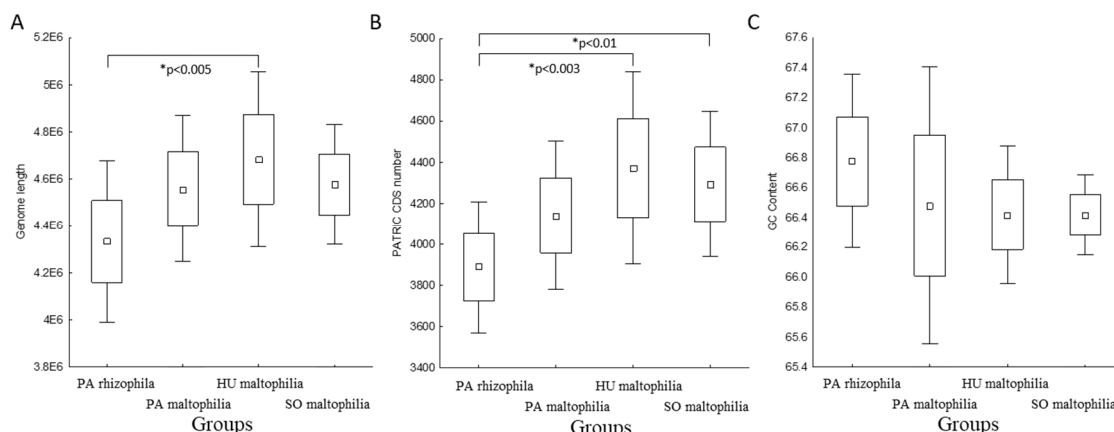 A
5.2E6
5E6
4.8E6
4.6E6
4.4E6
4.2E6
4E6
3.8E6
Genome length
*p<0.005
PA rhizophila
HU maltophilia
PA maltophilia
SO maltophilia
Groups
B
5000
4800
4600
4400
4200
4000
3800
3600
3400
PATRIC CDS number
*p<0.01
*p<0.003
PA rhizophila
HU maltophilia
PA maltophilia
SO maltophilia
Groups
C
67.6
67.4
67.2
67.0
66.8
66.6
66.4
66.2
66.0
65.8
65.6
65.4
GC Content
PA rhizophila
HU maltophilia
PA maltophilia
SO maltophilia
Groups